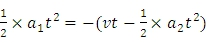 ½ × a₁t² = −(vt − ½ × a₂t²)